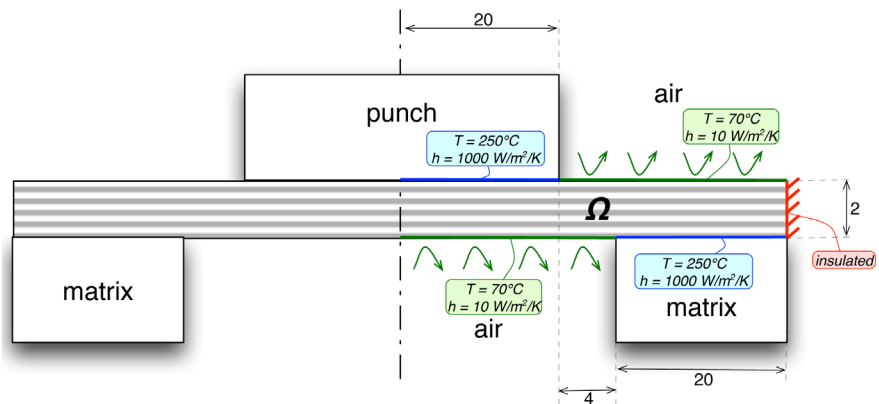 20
air
punch
T = 70°C
h = 10 W/m²/K
T = 250°C
h = 1000 W/m²/K
Ω
2
insulated
matrix
T = 70°C
h = 10 W/m²/K
air
T = 250°C
h = 1000 W/m²/K
matrix
20
4